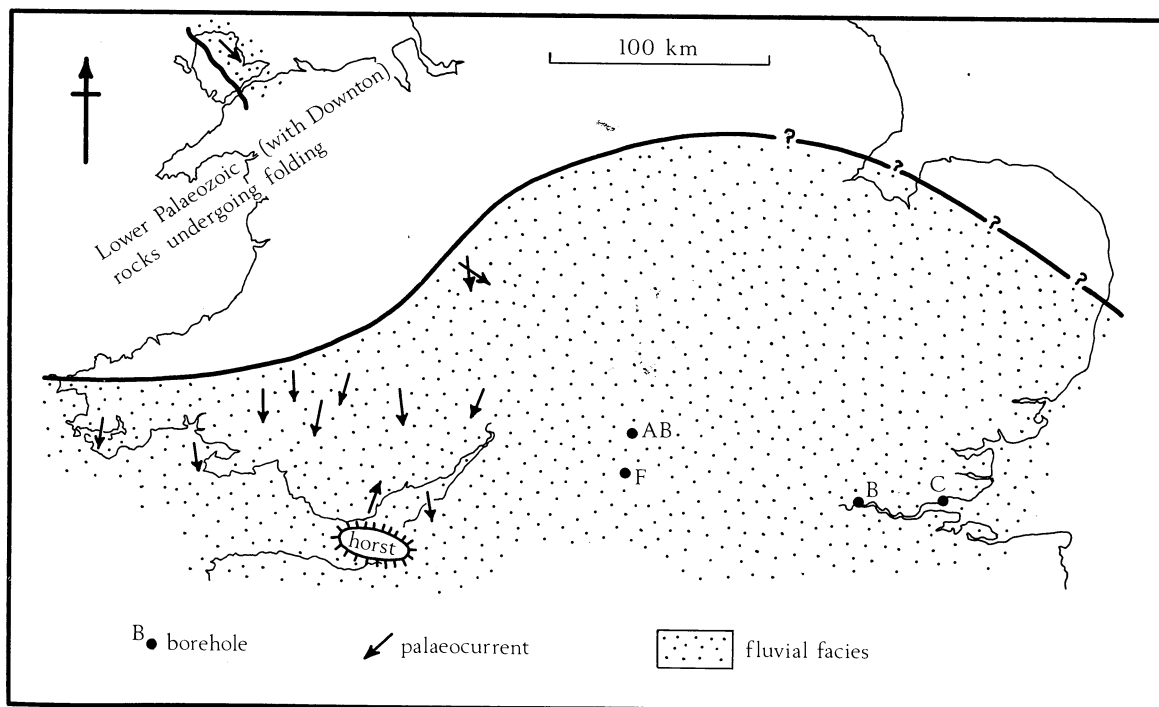 100 km
Lower Palaeozoic (with Downton)
rocks undergoing folding
?
?
?
?
AB
F
B
C
horst
B
borehole
palaeocurrent
fluvial facies